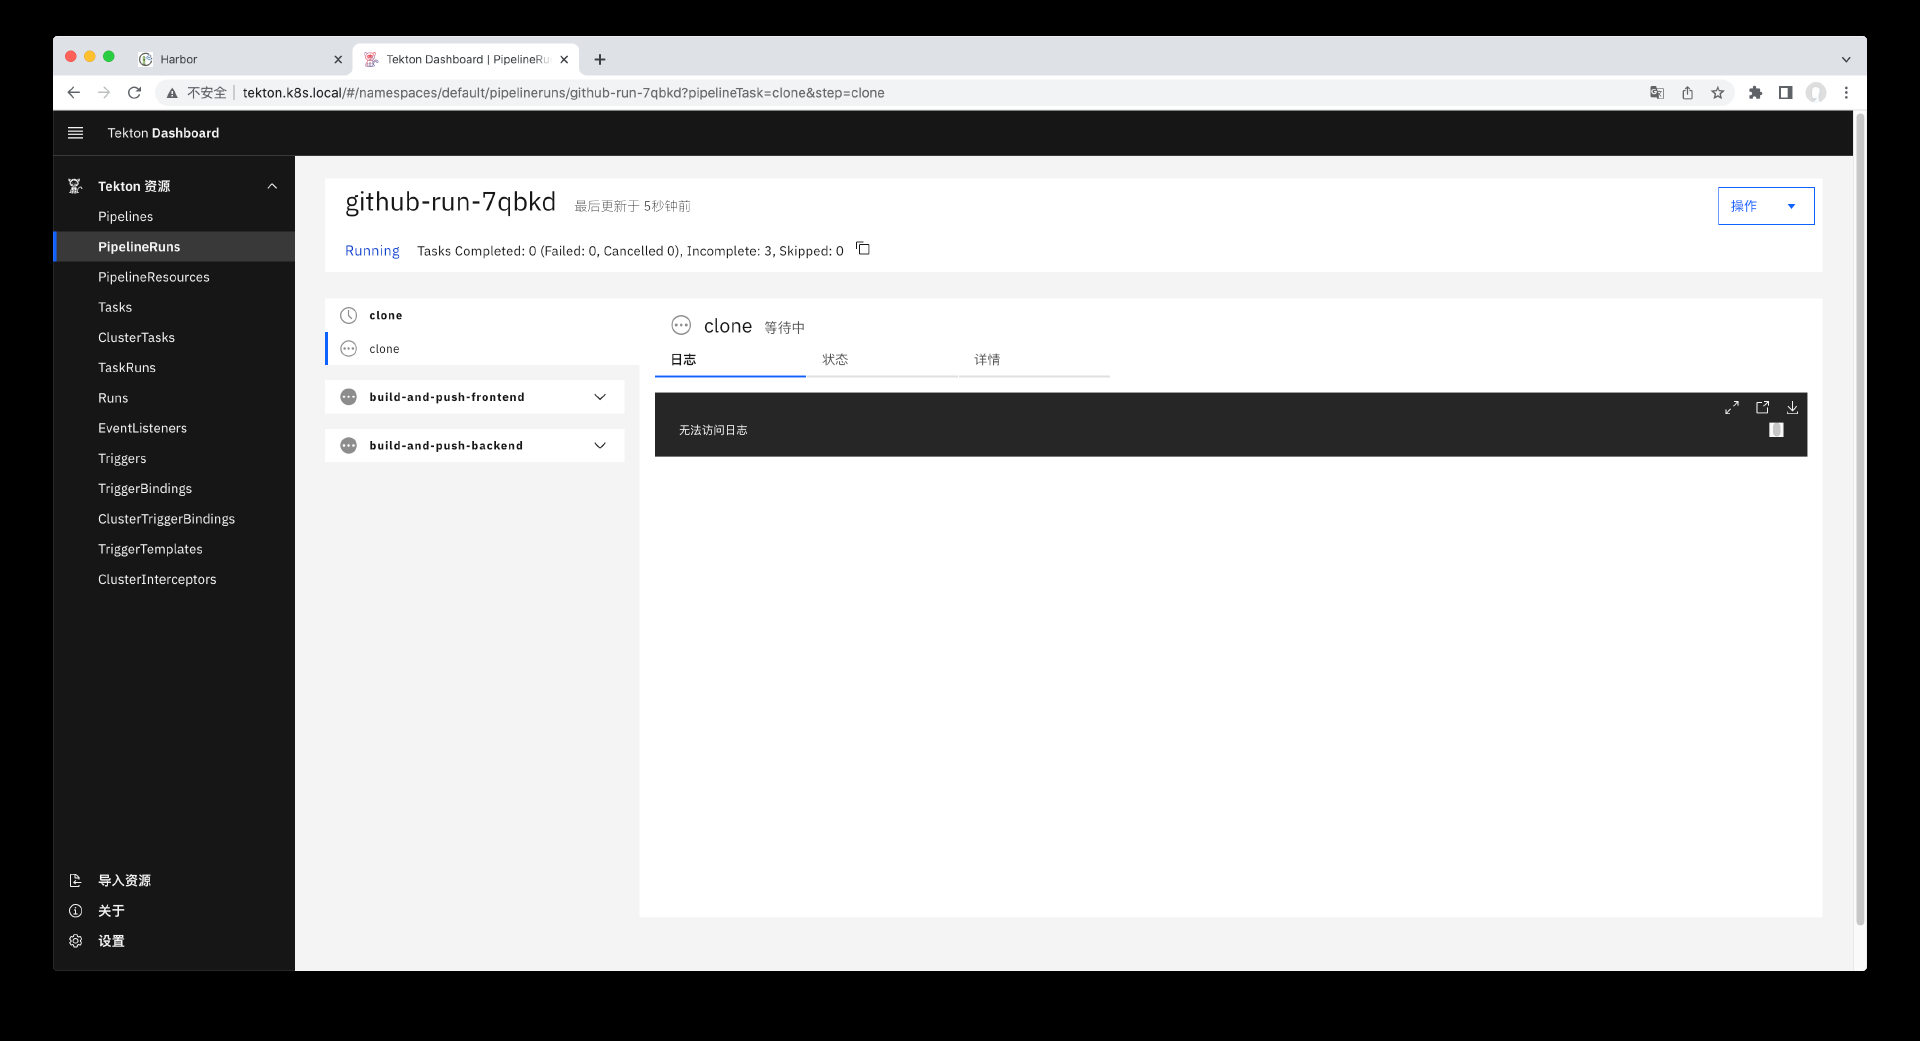 Harbor
Tekton Dashboard | PipelineRu
不安全
tekton.k8s.local/#/namespaces/default/pipelineruns/github-run-7qbkd?pipelineTask=clone&step=clone
Tekton Dashboard
Tekton 资源
Pipelines
PipelineRuns
PipelineResources
Tasks
ClusterTasks
TaskRuns
Runs
EventListeners
Triggers
TriggerBindings
ClusterTriggerBindings
TriggerTemplates
ClusterInterceptors
导入资源
关于
设置
github-run-7qbkd 最后更新于 5秒钟前
操作
Running Tasks Completed: 0 (Failed: 0, Cancelled 0), Incomplete: 3, Skipped: 0
clone
clone
build-and-push-frontend
build-and-push-backend
clone 等待中
日志 状态 详情
无法访问日志